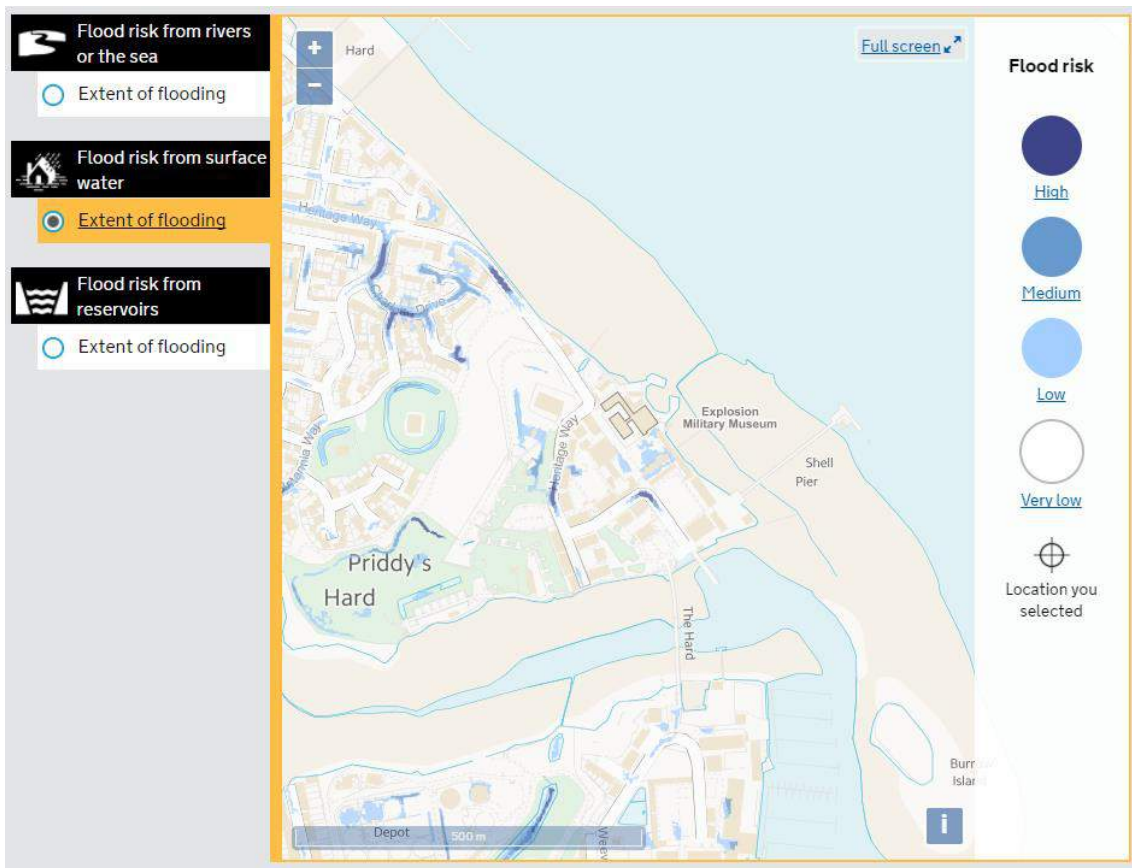 Flood risk from rivers
or the sea
Extent of flooding
Flood risk from surface
water
Extent of flooding
Flood risk from
reservoirs
Extent of flooding
+
−
Hard
Full screen
Heritage Way
Drive
Heritage Way
Explosion
Military Museum
Shell
Pier
Priddy's
Hard
The Hard
Depot
500 m
i
Flood risk
High
Medium
Low
Very low
Location you
selected